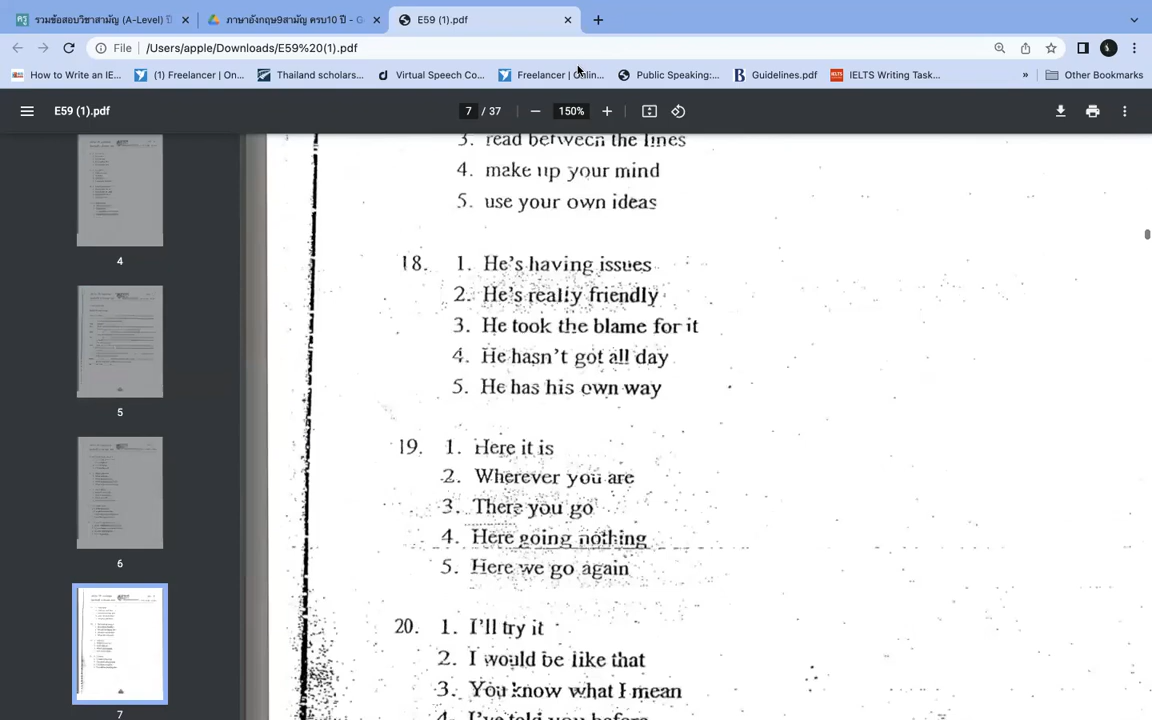 รวมข้อสอบวิชาสามัญ (A-Level) ปี
ภาษาอังกฤษ9สามัญ ครบ10 ปี - G
E59 (1).pdf
File /Users/apple/Downloads/E59%20(1).pdf
How to Write an IE...
(1) Freelancer | On...
Thailand scholars...
Virtual Speech Co...
Freelancer | Onlin...
Public Speaking:...
Guidelines.pdf
IELTS Writing Task...
» Other Bookmarks
E59 (1).pdf
7 / 37
150%
4
5
6
7
3. read between the lines
4. make up your mind
5. use your own ideas
18. 1. He's having issues
2. He's really friendly
3. He took the blame for it
4. He hasn't got all day
5. He has his own way
19. 1. Here it is
2. Wherever you are
3. There you go
4. Here going nothing
5. Here we go again
20. 1. I'll try it
2. I would be like that
3. You know what I mean
4. I've told you before